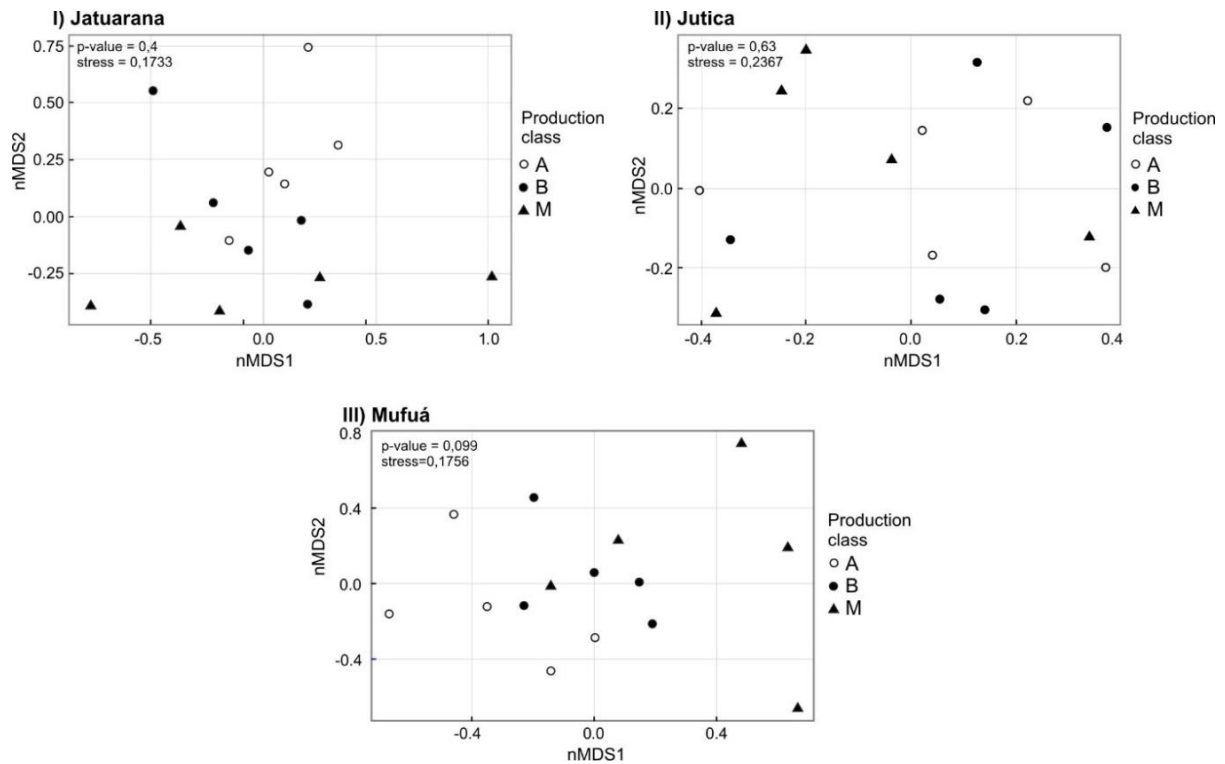 I) Jatuarana
p-value = 0,4
stress = 0,1733
0.75
0.50
0.25
0.00
-0.25
nMDS2
-0.5
0.0
0.5
1.0
nMDS1
Production
class
A
B
M
II) Jutica
p-value = 0,63
stress = 0,2367
0.2
0.0
-0.2
nMDS2
-0.4
-0.2
0.0
0.2
0.4
nMDS1
Production
class
A
B
M
III) Mufuá
p-value = 0,099
stress=0,1756
0.8
0.4
0.0
-0.4
nMDS2
-0.4
0.0
0.4
nMDS1
Production
class
A
B
M